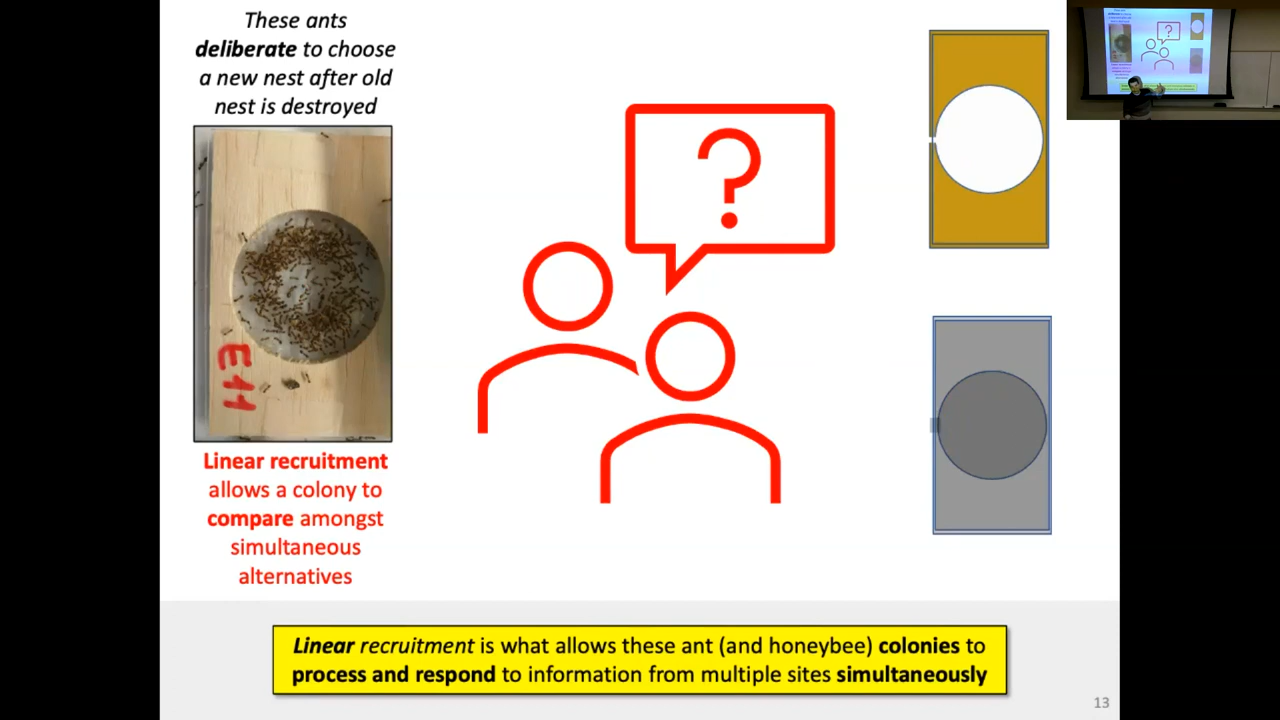 These ants
deliberate to choose
a new nest after old
nest is destroyed
?
E11
Linear recruitment
allows a colony to
compare amongst
simultaneous
alternatives
Linear recruitment is what allows these ant (and honeybee) colonies to
process and respond to information from multiple sites simultaneously
13